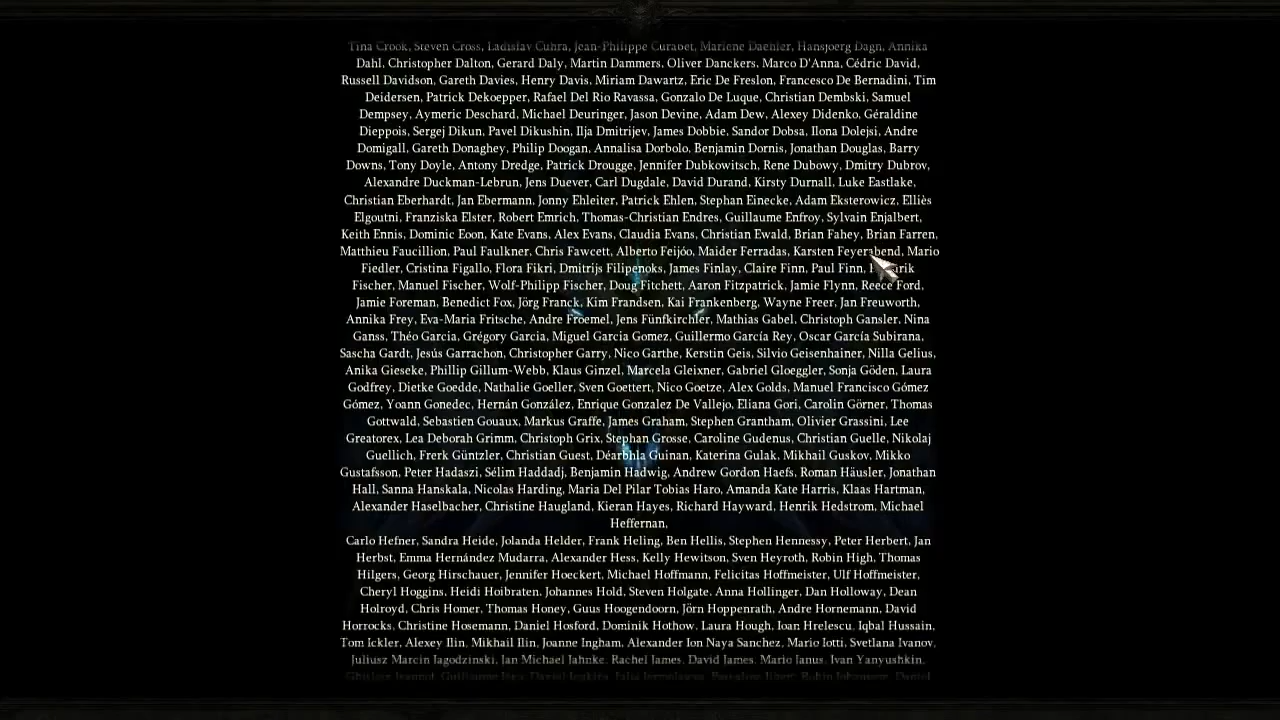 Tina Crook, Steven Cross, Ladislav Cuhra, Jean-Philippe Curabet, Marlene Daehler, Hansjoerg Dagn, Annika
Dahl, Christopher Dalton, Gerard Daly, Martin Dammers, Oliver Danckers, Marco D'Anna, Cédric David,
Russell Davidson, Gareth Davies, Henry Davis, Miriam Dawartz, Eric De Freslon, Francesco De Bernadini, Tim
Deidersen, Patrick Dekoepper, Rafael Del Rio Ravassa, Gonzalo De Luque, Christian Dembski, Samuel
Dempsey, Aymeric Deschard, Michael Deuringer, Jason Devine, Adam Dew, Alexey Didenko, Géraldine
Dieppois, Sergej Dikun, Pavel Dikushin, Ilja Dmitrijev, James Dobbie, Sandor Dobsa, Ilona Dolejsi, Andre
Domigall, Gareth Donaghey, Philip Doogan, Annalisa Dorbolo, Benjamin Dornis, Jonathan Douglas, Barry
Downs, Tony Doyle, Antony Dredge, Patrick Drougge, Jennifer Dubkowitsch, Rene Dubowy, Dmitry Dubrov,
Alexandre Duckman-Lebrun, Jens Duever, Carl Dugdale, David Durand, Kirsty Durnall, Luke Eastlake,
Christian Eberhardt, Jan Ebermann, Jonny Ehleiter, Patrick Ehlen, Stephan Einecke, Adam Eksterowicz, Elliès
Elgoutni, Franziska Elster, Robert Emrich, Thomas-Christian Endres, Guillaume Enfroy, Sylvain Enjalbert,
Keith Ennis, Dominic Eoon, Kate Evans, Alex Evans, Claudia Evans, Christian Ewald, Brian Fahey, Brian Farren,
Matthieu Faucillion, Paul Faulkner, Chris Fawcett, Alberto Feijóo, Maider Ferradas, Karsten Feyerabend, Mario
Fiedler, Cristina Figallo, Flora Fikri, Dmitrijs Filipenoks, James Finlay, Claire Finn, Paul Finn,
Fischer, Manuel Fischer, Wolf-Philipp Fischer, Doug Fitchett, Aaron Fitzpatrick, Jamie Flynn, Reece Ford,
Jamie Foreman, Benedict Fox, Jörg Franck, Kim Frandsen, Kai Frankenberg, Wayne Freer, Jan Freuworth,
Annika Frey, Eva-Maria Fritsche, Andre Froemel, Jens Fünfkirchler, Mathias Gabel, Christoph Gansler, Nina
Ganss, Théo Garcia, Grégory Garcia, Miguel Garcia Gomez, Guillermo García Rey, Oscar García Subirana,
Sascha Gardt, Jesús Garrachon, Christopher Garry, Nico Garthe, Kerstin Geis, Silvio Geisenhainer, Nilla Gelius,
Anika Gieseke, Phillip Gillum-Webb, Klaus Ginzel, Marcela Gleixner, Gabriel Gloeggler, Sonja Göden, Laura
Godfrey, Dietke Goedde, Nathalie Goeller, Sven Goettert, Nico Goetze, Alex Golds, Manuel Francisco Gómez
Gómez, Yoann Gonedec, Hernán González, Enrique Gonzalez De Vallejo, Eliana Gori, Carolin Görner, Thomas
Gottwald, Sebastien Gouaux, Markus Graffe, James Graham, Stephen Grantham, Olivier Grassini, Lee
Greatorex, Lea Deborah Grimm, Christoph Grix, Stephan Grosse, Caroline Gudenus, Christian Guelle, Nikolaj
Guellich, Frerk Güntzler, Christian Guest, Déarbhla Guinan, Katerina Gulak, Mikhail Guskov, Mikko
Gustafsson, Peter Hadaszi, Sélim Haddadj, Benjamin Hadwig, Andrew Gordon Haefs, Roman Häusler, Jonathan
Hall, Sanna Hanskala, Nicolas Harding, Maria Del Pilar Tobias Haro, Amanda Kate Harris, Klaas Hartman,
Alexander Haselbacher, Christine Haugland, Kieran Hayes, Richard Hayward, Henrik Hedstrom, Michael
Heffernan,
Carlo Hefner, Sandra Heide, Jolanda Helder, Frank Heling, Ben Hellis, Stephen Hennessy, Peter Herbert, Jan
Herbst, Emma Hernández Mudarra, Alexander Hess, Kelly Hewitson, Sven Heyroth, Robin High, Thomas
Hilgers, Georg Hirschauer, Jennifer Hoeckert, Michael Hoffmann, Felicitas Hoffmeister, Ulf Hoffmeister,
Cheryl Hoggins, Heidi Hoibraten, Johannes Hold, Steven Holgate, Anna Hollinger, Dan Holloway, Dean
Holroyd, Chris Homer, Thomas Honey, Guus Hoogendoorn, Jörn Hoppenrath, Andre Hornemann, David
Horrocks, Christine Hosemann, Daniel Hosford, Dominik Hothow, Laura Hough, Ioan Hrelescu, Iqbal Hussain,
Tom Ickler, Alexey Ilin, Mikhail Ilin, Joanne Ingham, Alexander Ion Naya Sanchez, Mario Iotti, Svetlana Ivanov,
Juliusz Marcin Jagodzinski, Jan Michael Jahnke, Rachel James, David James, Mario Janus, Ivan Yanyushkin,